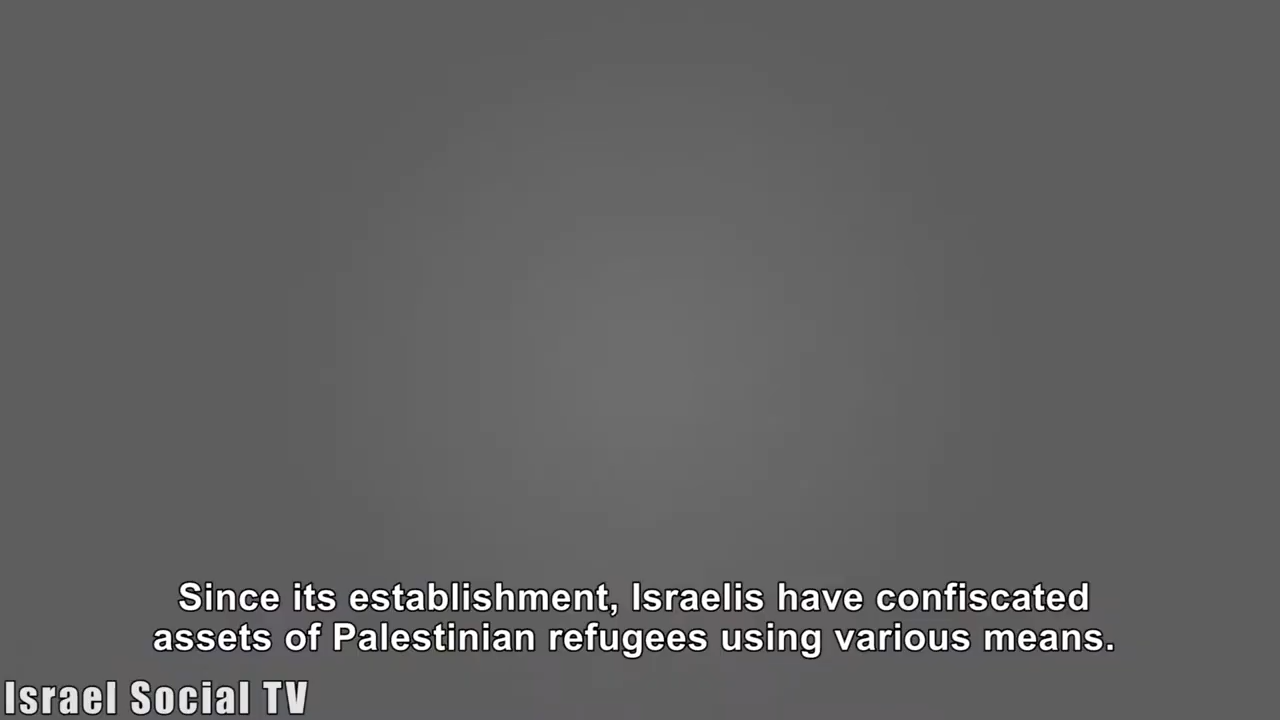 Since its establishment, Israelis have confiscated
assets of Palestinian refugees using various means.
Israel Social TV